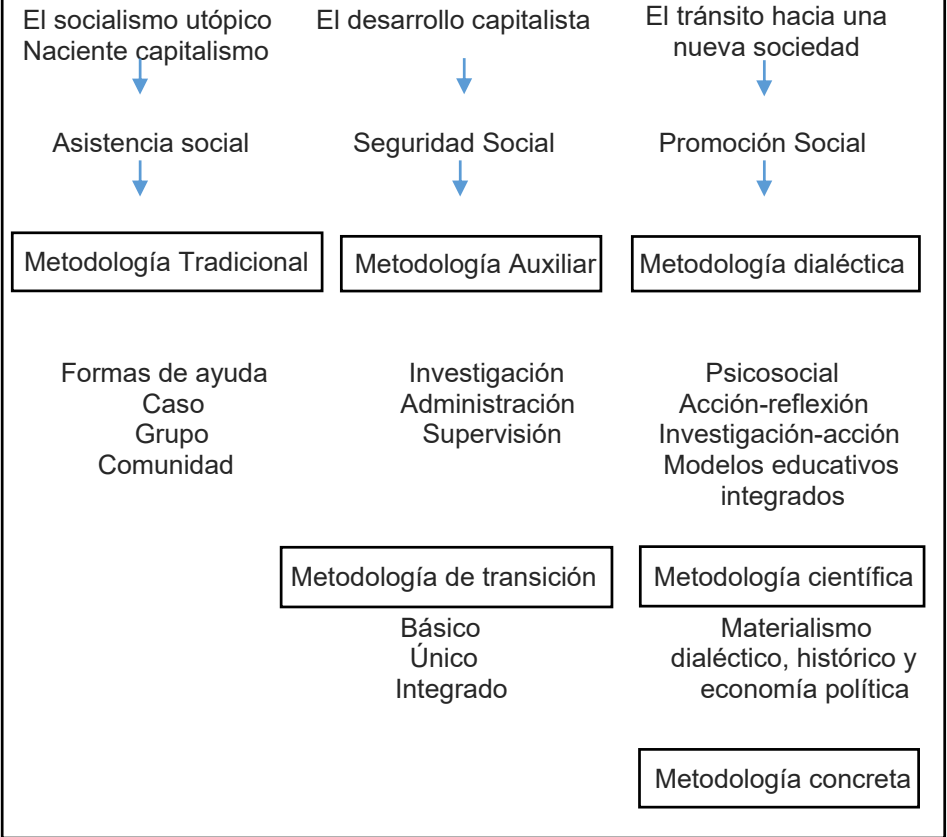 El socialismo utópico
Naciente capitalismo
El desarrollo capitalista
El tránsito hacia una
nueva sociedad
Asistencia social
Seguridad Social
Promoción Social
Metodología Tradicional
Metodología Auxiliar
Metodología dialéctica
Formas de ayuda
Caso
Grupo
Comunidad
Investigación
Administración
Supervisión
Psicosocial
Acción-reflexión
Investigación-acción
Modelos educativos
integrados
Metodología de transición
Metodología científica
Básico
Único
Integrado
Materialismo
dialéctico, histórico y
economía política
Metodología concreta